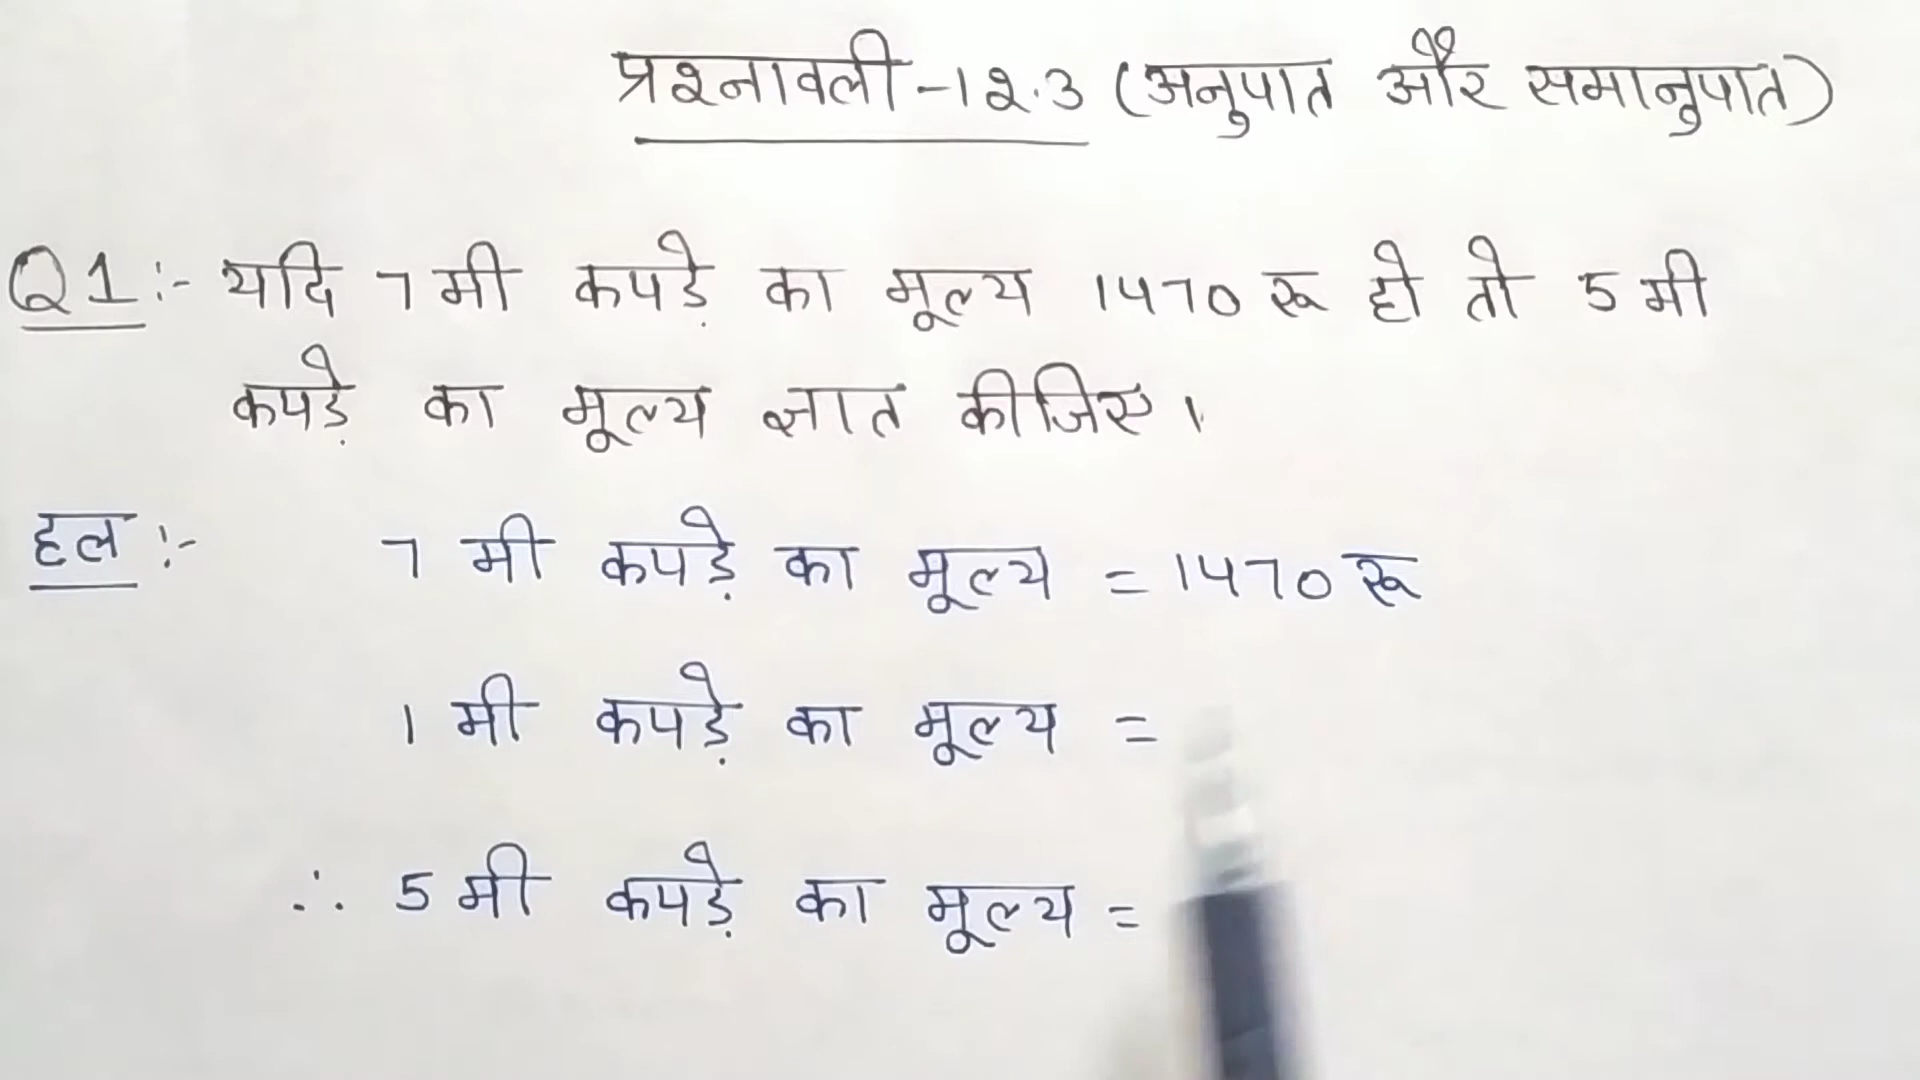 प्रश्नावली-12.3 (अनुपात और समानुपात)
Q1:- यदि 7 मी कपड़े का मूल्य 1470 रू हो तो 5 मी
कपड़े का मूल्य ज्ञात कीजिए।
हल :- 7 मी कपड़े का मूल्य = 1470 रू
1 मी कपड़े का मूल्य =
∴ 5 मी कपड़े का मूल्य =